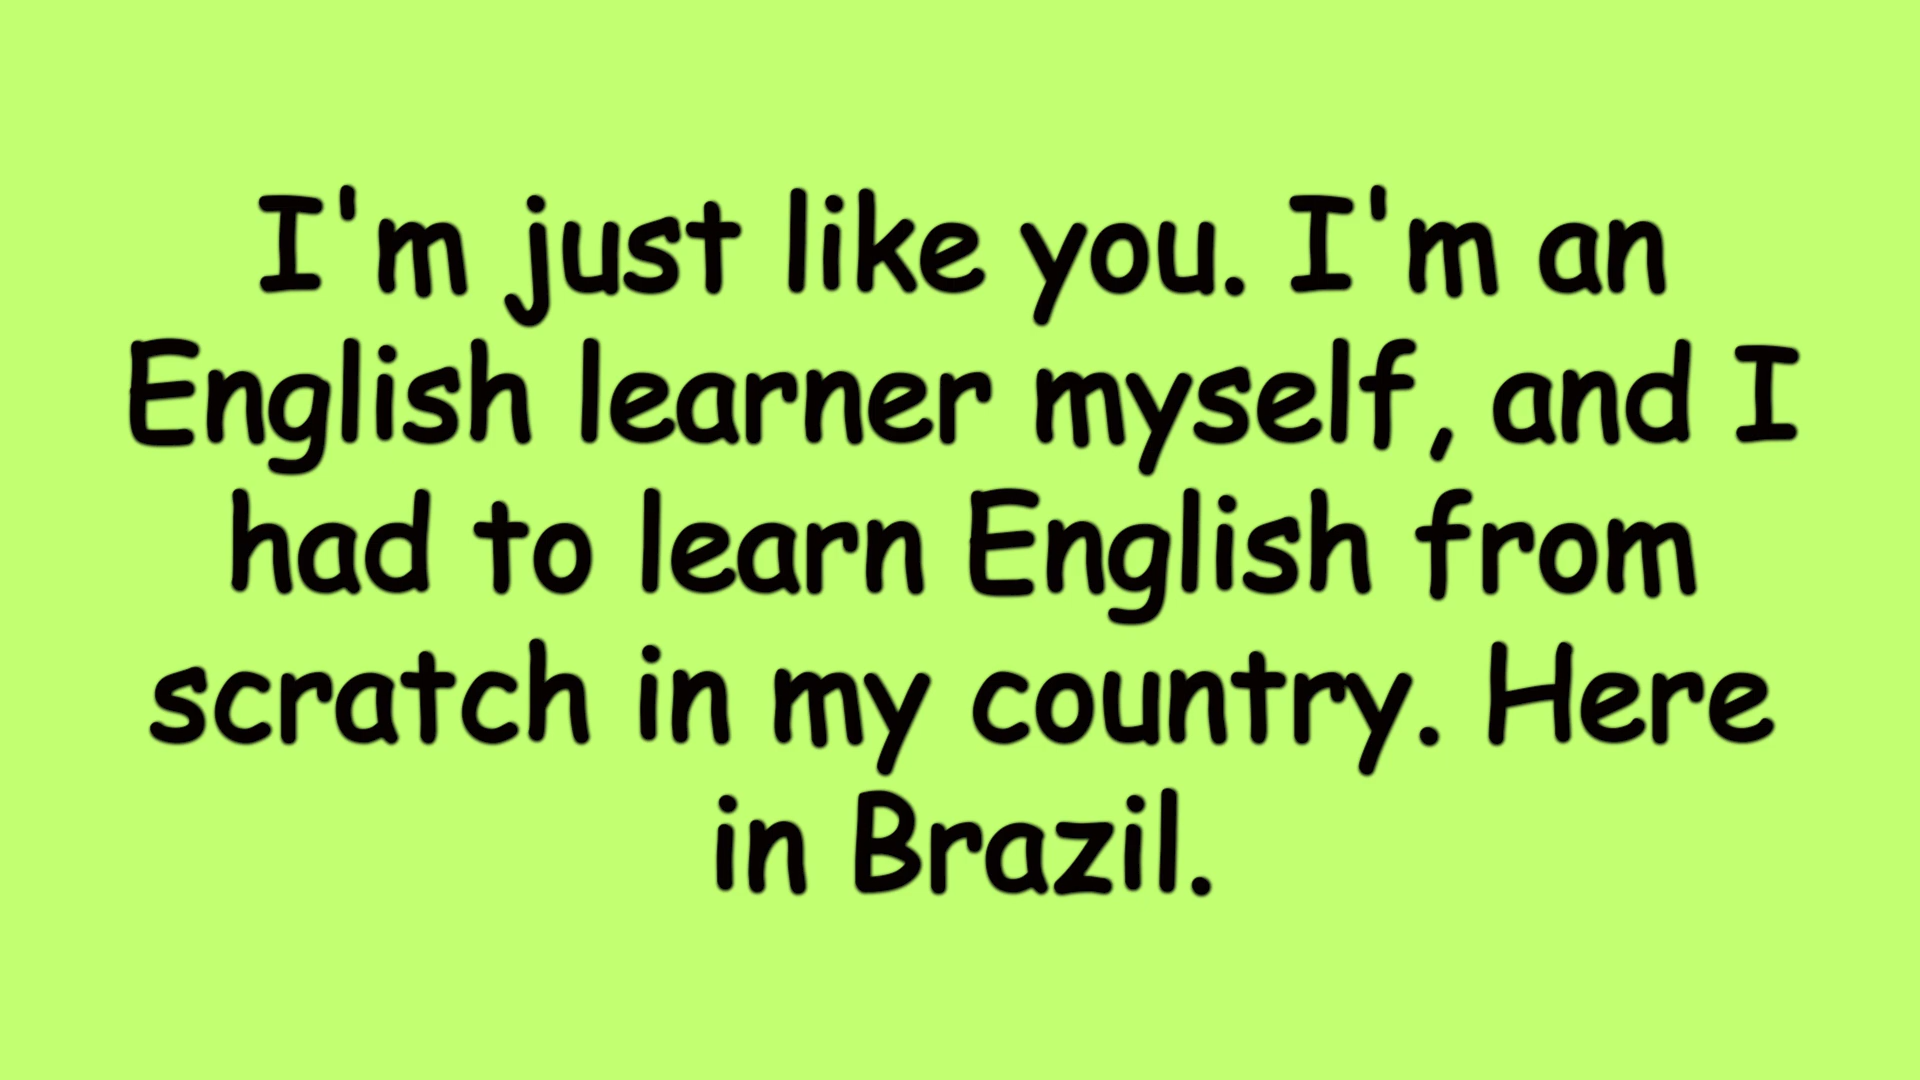 I'm just like you. I'm an
English learner myself, and I
had to learn English from
scratch in my country. Here
in Brazil.